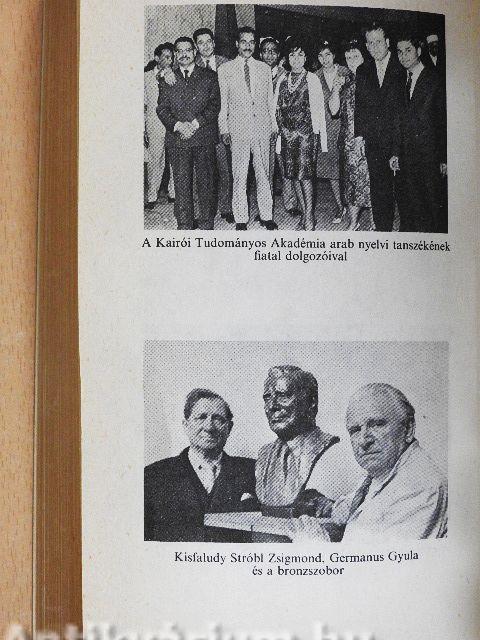 A Kairói Tudományos Akadémia arab nyelvi tanszékének
fiatal dolgozóival
Kisfaludy Stróbl Zsigmond, Germanus Gyula
és a bronzszobor